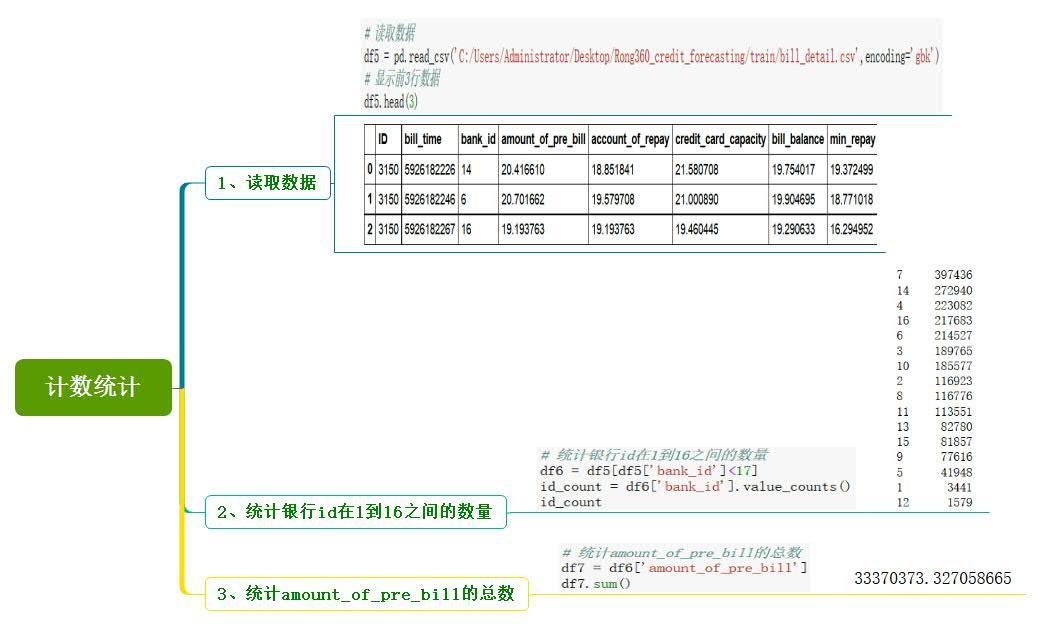 # 读取数据
df5 = pd.read_csv('C:/Users/Administrator/Desktop/Rong360_credit_forecasting/train/bill_detail.csv',encoding='gbk')
# 显示前3行数据
df5.head(3)
ID bill_time bank_id amount_of_pre_bill account_of_repay credit_card_capacity bill_balance min_repay
0 3150 5926182226 14 20.416610 18.851841 21.580708 19.754017 19.372499
1 3150 5926182246 6 20.701662 19.579708 21.000890 19.904695 18.771018
2 3150 5926182267 16 19.193763 19.193763 19.460445 19.290633 16.294952
1、读取数据
计数统计
7 397436
14 272940
4 223082
16 217683
6 214527
3 189765
10 185577
2 116923
8 116776
11 113551
13 82780
15 81857
9 77616
5 41948
1 3441
12 1579
# 统计银行id在1到16之间的数量
df6 = df5[df5['bank_id']<17]
id_count = df6['bank_id'].value_counts()
id_count
2、统计银行id在1到16之间的数量
# 统计amount_of_pre_bill的总数
df7 = df6['amount_of_pre_bill']
df7.sum()
33370373.327058665
3、统计amount_of_pre_bill的总数